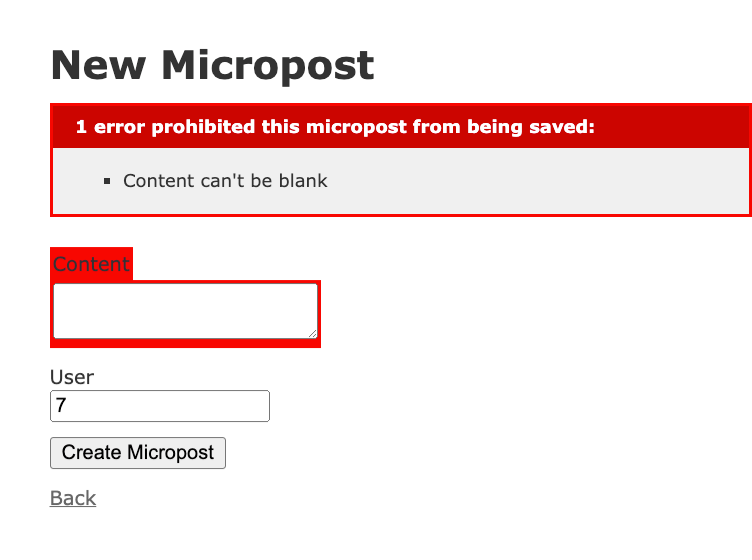 New Micropost
1 error prohibited this micropost from being saved:
Content can't be blank
Content
User
7
Create Micropost
Back